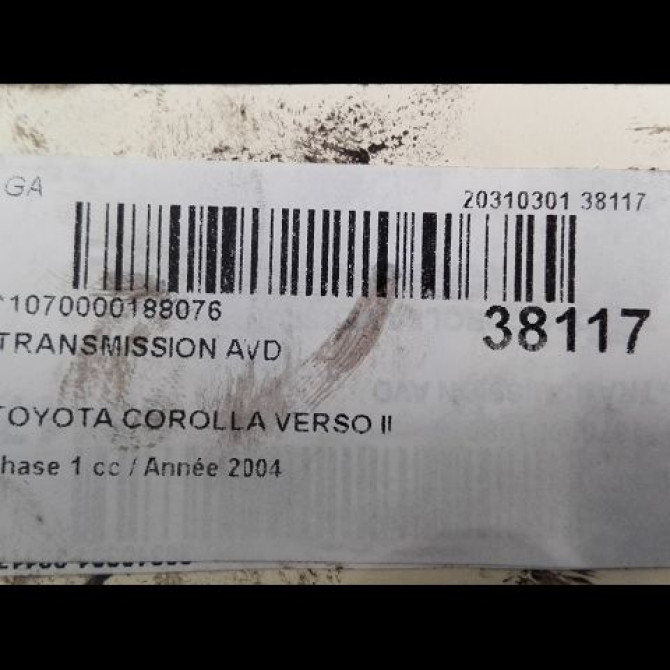 GA
20310301 38117
1070000188076
38117
TRANSMISSION AVD
TOYOTA COROLLA VERSO II
hase 1 cc / Année 2004